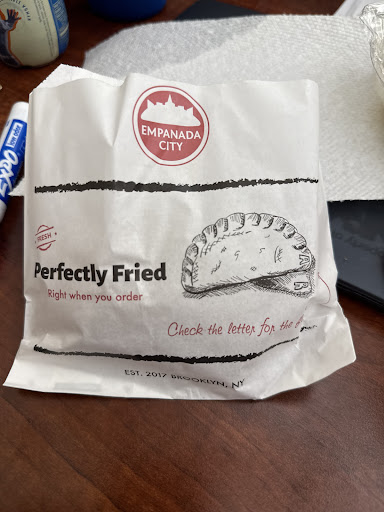 EMPANADA
CITY
FRESH
Perfectly Fried
Right when you order
Check the letter for the
EST. 2017 BROOKLYN, NY